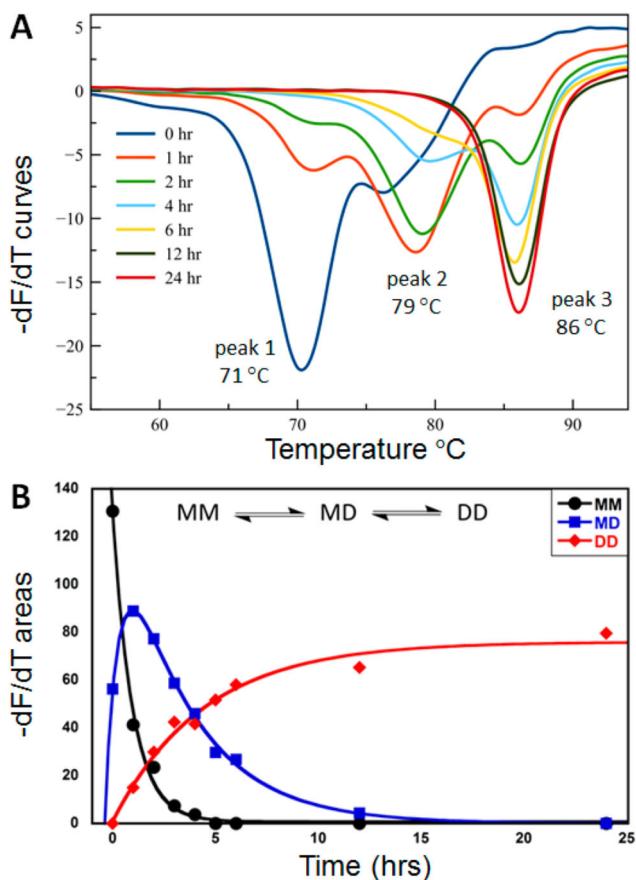 A
5
0
-5
-10
-15
-20
-25
-dF/dT curves
0 hr
1 hr
2 hr
4 hr
6 hr
12 hr
24 hr
peak 1
71 °C
peak 2
79 °C
peak 3
86 °C
60
70
80
90
Temperature °C
B
140
120
100
80
60
40
20
0
-dF/dT areas
MM MD DD
MM
MD
DD
0
5
10
15
20
25
Time (hrs)